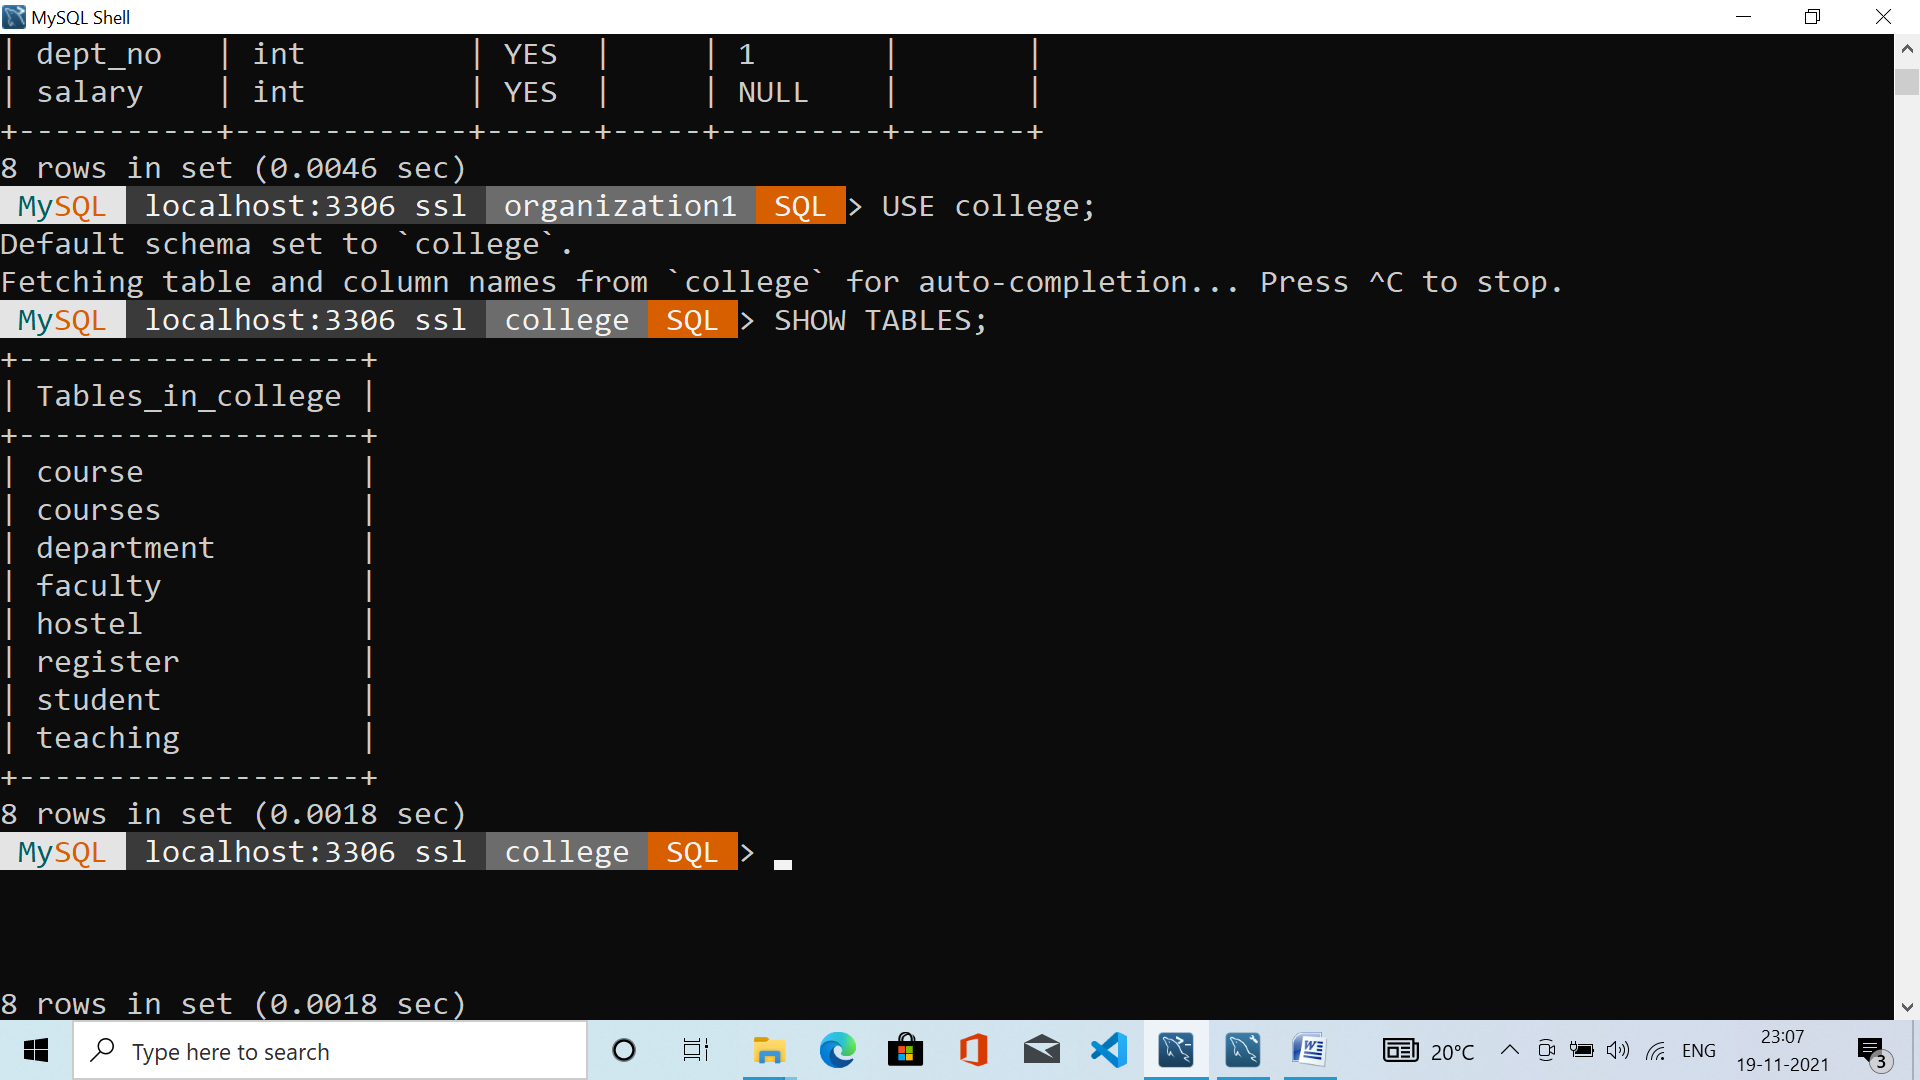 MySQL Shell
| dept_no   | int         | YES  |     | 1       |       |
| salary    | int         | YES  |     | NULL    |       |
+-----------+-------------+------+-----+---------+-------+
8 rows in set (0.0046 sec)
MySQL localhost:3306 ssl organization1 SQL > USE college;
Default schema set to `college`.
Fetching table and column names from `college` for auto-completion... Press ^C to stop.
MySQL localhost:3306 ssl college SQL > SHOW TABLES;
+-------------------+
| Tables_in_college |
+-------------------+
| course            |
| courses           |
| department        |
| faculty           |
| hostel            |
| register          |
| student           |
| teaching          |
+-------------------+
8 rows in set (0.0018 sec)
MySQL localhost:3306 ssl college SQL >
8 rows in set (0.0018 sec)
Type here to search
20°C
ENG
23:07
19-11-2021
3